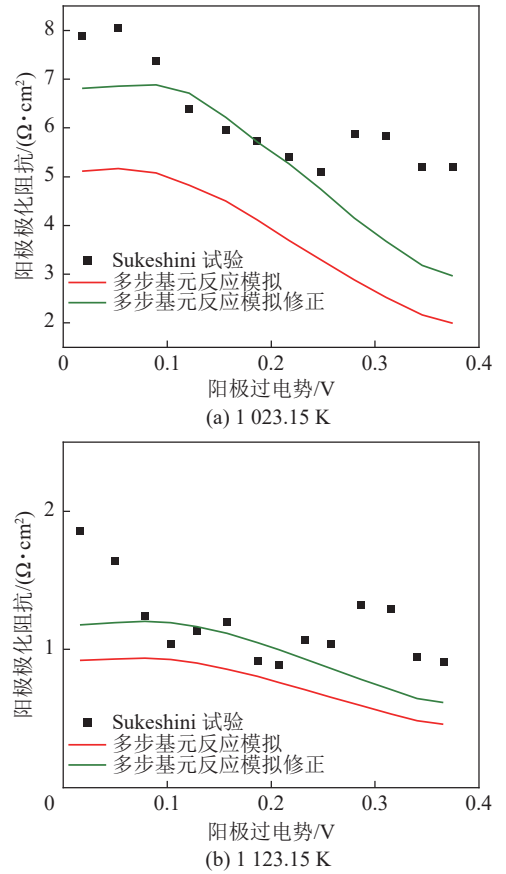 8
7
6
5
4
3
2
阳极极化阻抗/(Ω·cm²)
Sukeshini 试验
多步基元反应模拟
多步基元反应模拟修正
0 0.1 0.2 0.3 0.4
阳极过电势/V
(a) 1 023.15 K
2
1
阳极极化阻抗/(Ω·cm²)
Sukeshini 试验
多步基元反应模拟
多步基元反应模拟修正
0 0.1 0.2 0.3 0.4
阳极过电势/V
(b) 1 123.15 K